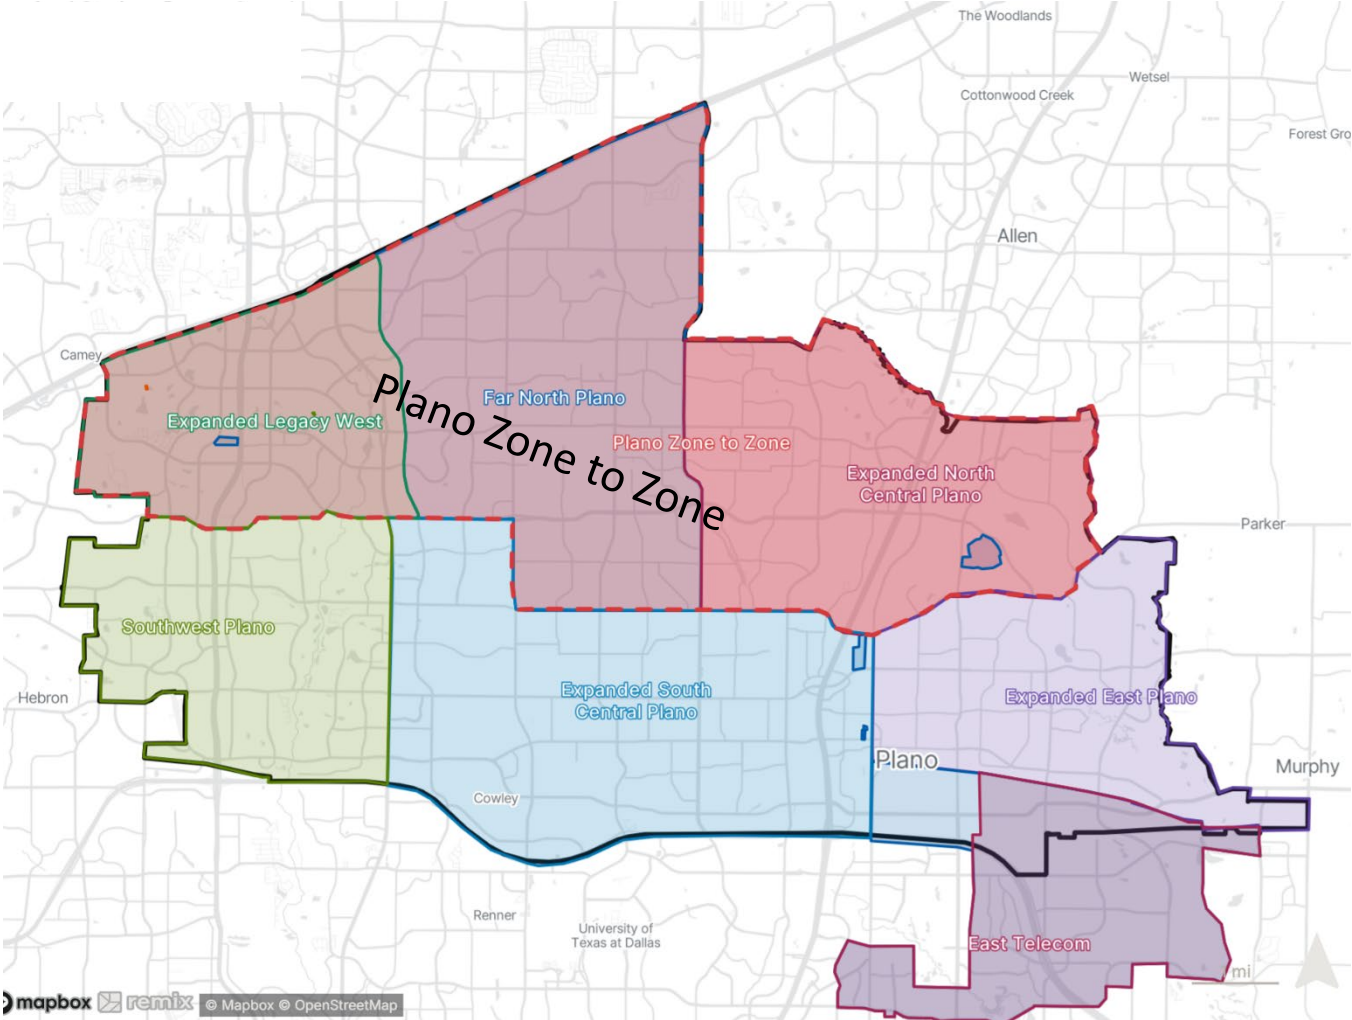 The Woodlands
Wetsel
Cottonwood Creek
Forest Gro
Allen
Camey
Plano Zone to Zone
Far North Plano
Expanded Legacy West
Plano Zone to Zone
Expanded North
Central Plano
Parker
Southwest Plano
Hebron
Expanded South
Central Plano
Expanded East Plano
Plano
Murphy
Cowley
Renner
University of
Texas at Dallas
East Telecom
mi
mapbox remix © Mapbox © OpenStreetMap